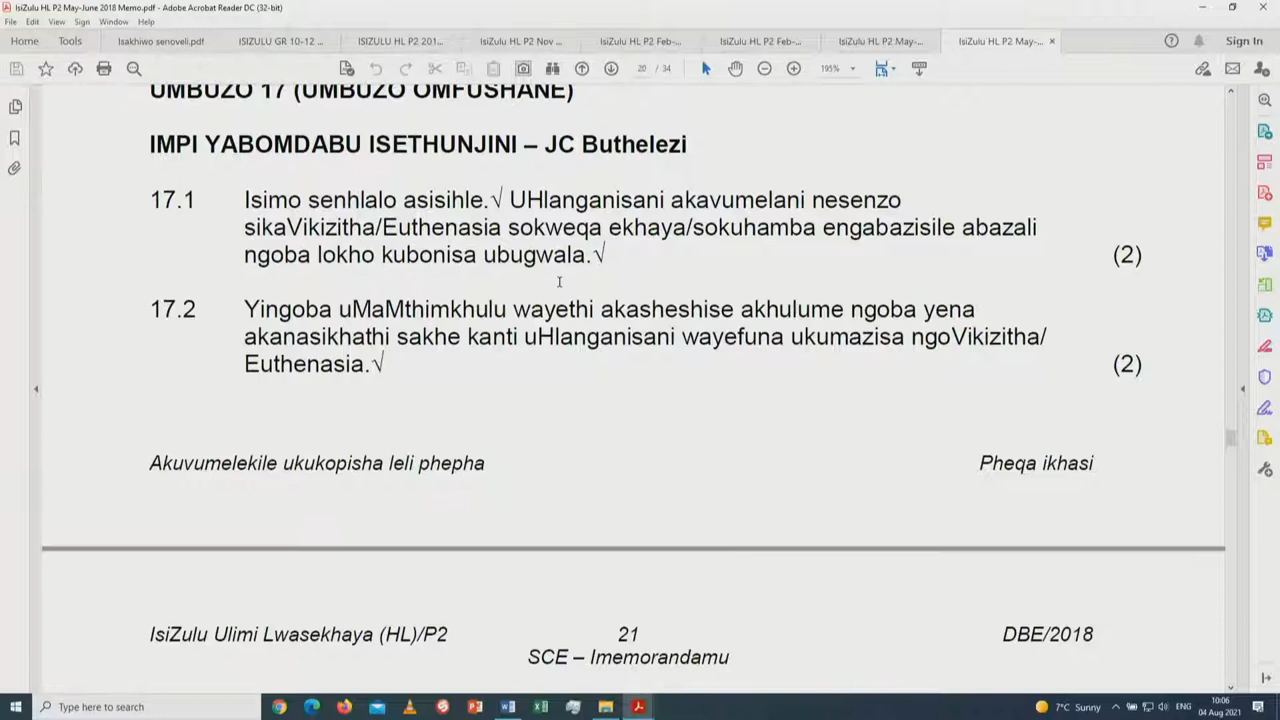 IsiZulu HL P2 May-June 2018 Memo.pdf - Adobe Acrobat Reader DC (32-bit)
File Edit View Sign Window Help
Home Tools Isakhiwo senoveli.pdf ISIZULU GR 10-12 ... ISIZULU HL P2 201... IsiZulu HL P2 Nov ... IsiZulu HL P2 Feb-... IsiZulu HL P2 Feb-... IsiZulu HL P2 May-... IsiZulu HL P2 May-... Sign In
20 / 34 195%
UMBUZO 17 (UMBUZO OMFUSHANE)
IMPI YABOMDABU ISETHUNJINI – JC Buthelezi
17.1 Isimo senhlalo asisihle.√ UHlanganisani akavumelani nesenzo
sikaVikizitha/Euthenasia sokweqa ekhaya/sokuhamba engabazisile abazali
ngoba lokho kubonisa ubugwala.√ (2)
17.2 Yingoba uMaMthimkhulu wayethi akasheshise akhulume ngoba yena
akanasikhathi sakhe kanti uHlanganisani wayefuna ukumazisa ngoVikizitha/
Euthenasia.√ (2)
Akuvumelekile ukukopisha leli phepha Pheqa ikhasi
IsiZulu Ulimi Lwasekhaya (HL)/P2 21 DBE/2018
SCE – Imemorandamu
Type here to search 7°C Sunny ENG 10:06
04 Aug 2021